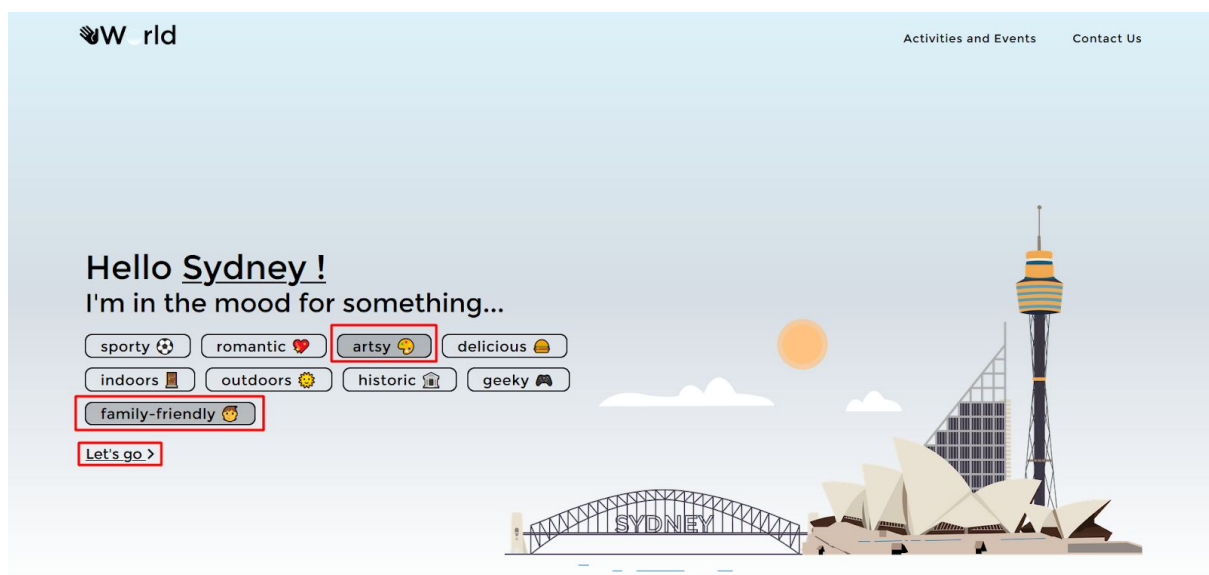 W rld
Activities and Events Contact Us
Hello Sydney !
I'm in the mood for something...
sporty romantic artsy delicious
indoors outdoors historic geeky
family-friendly
Let's go >
SYDNEY